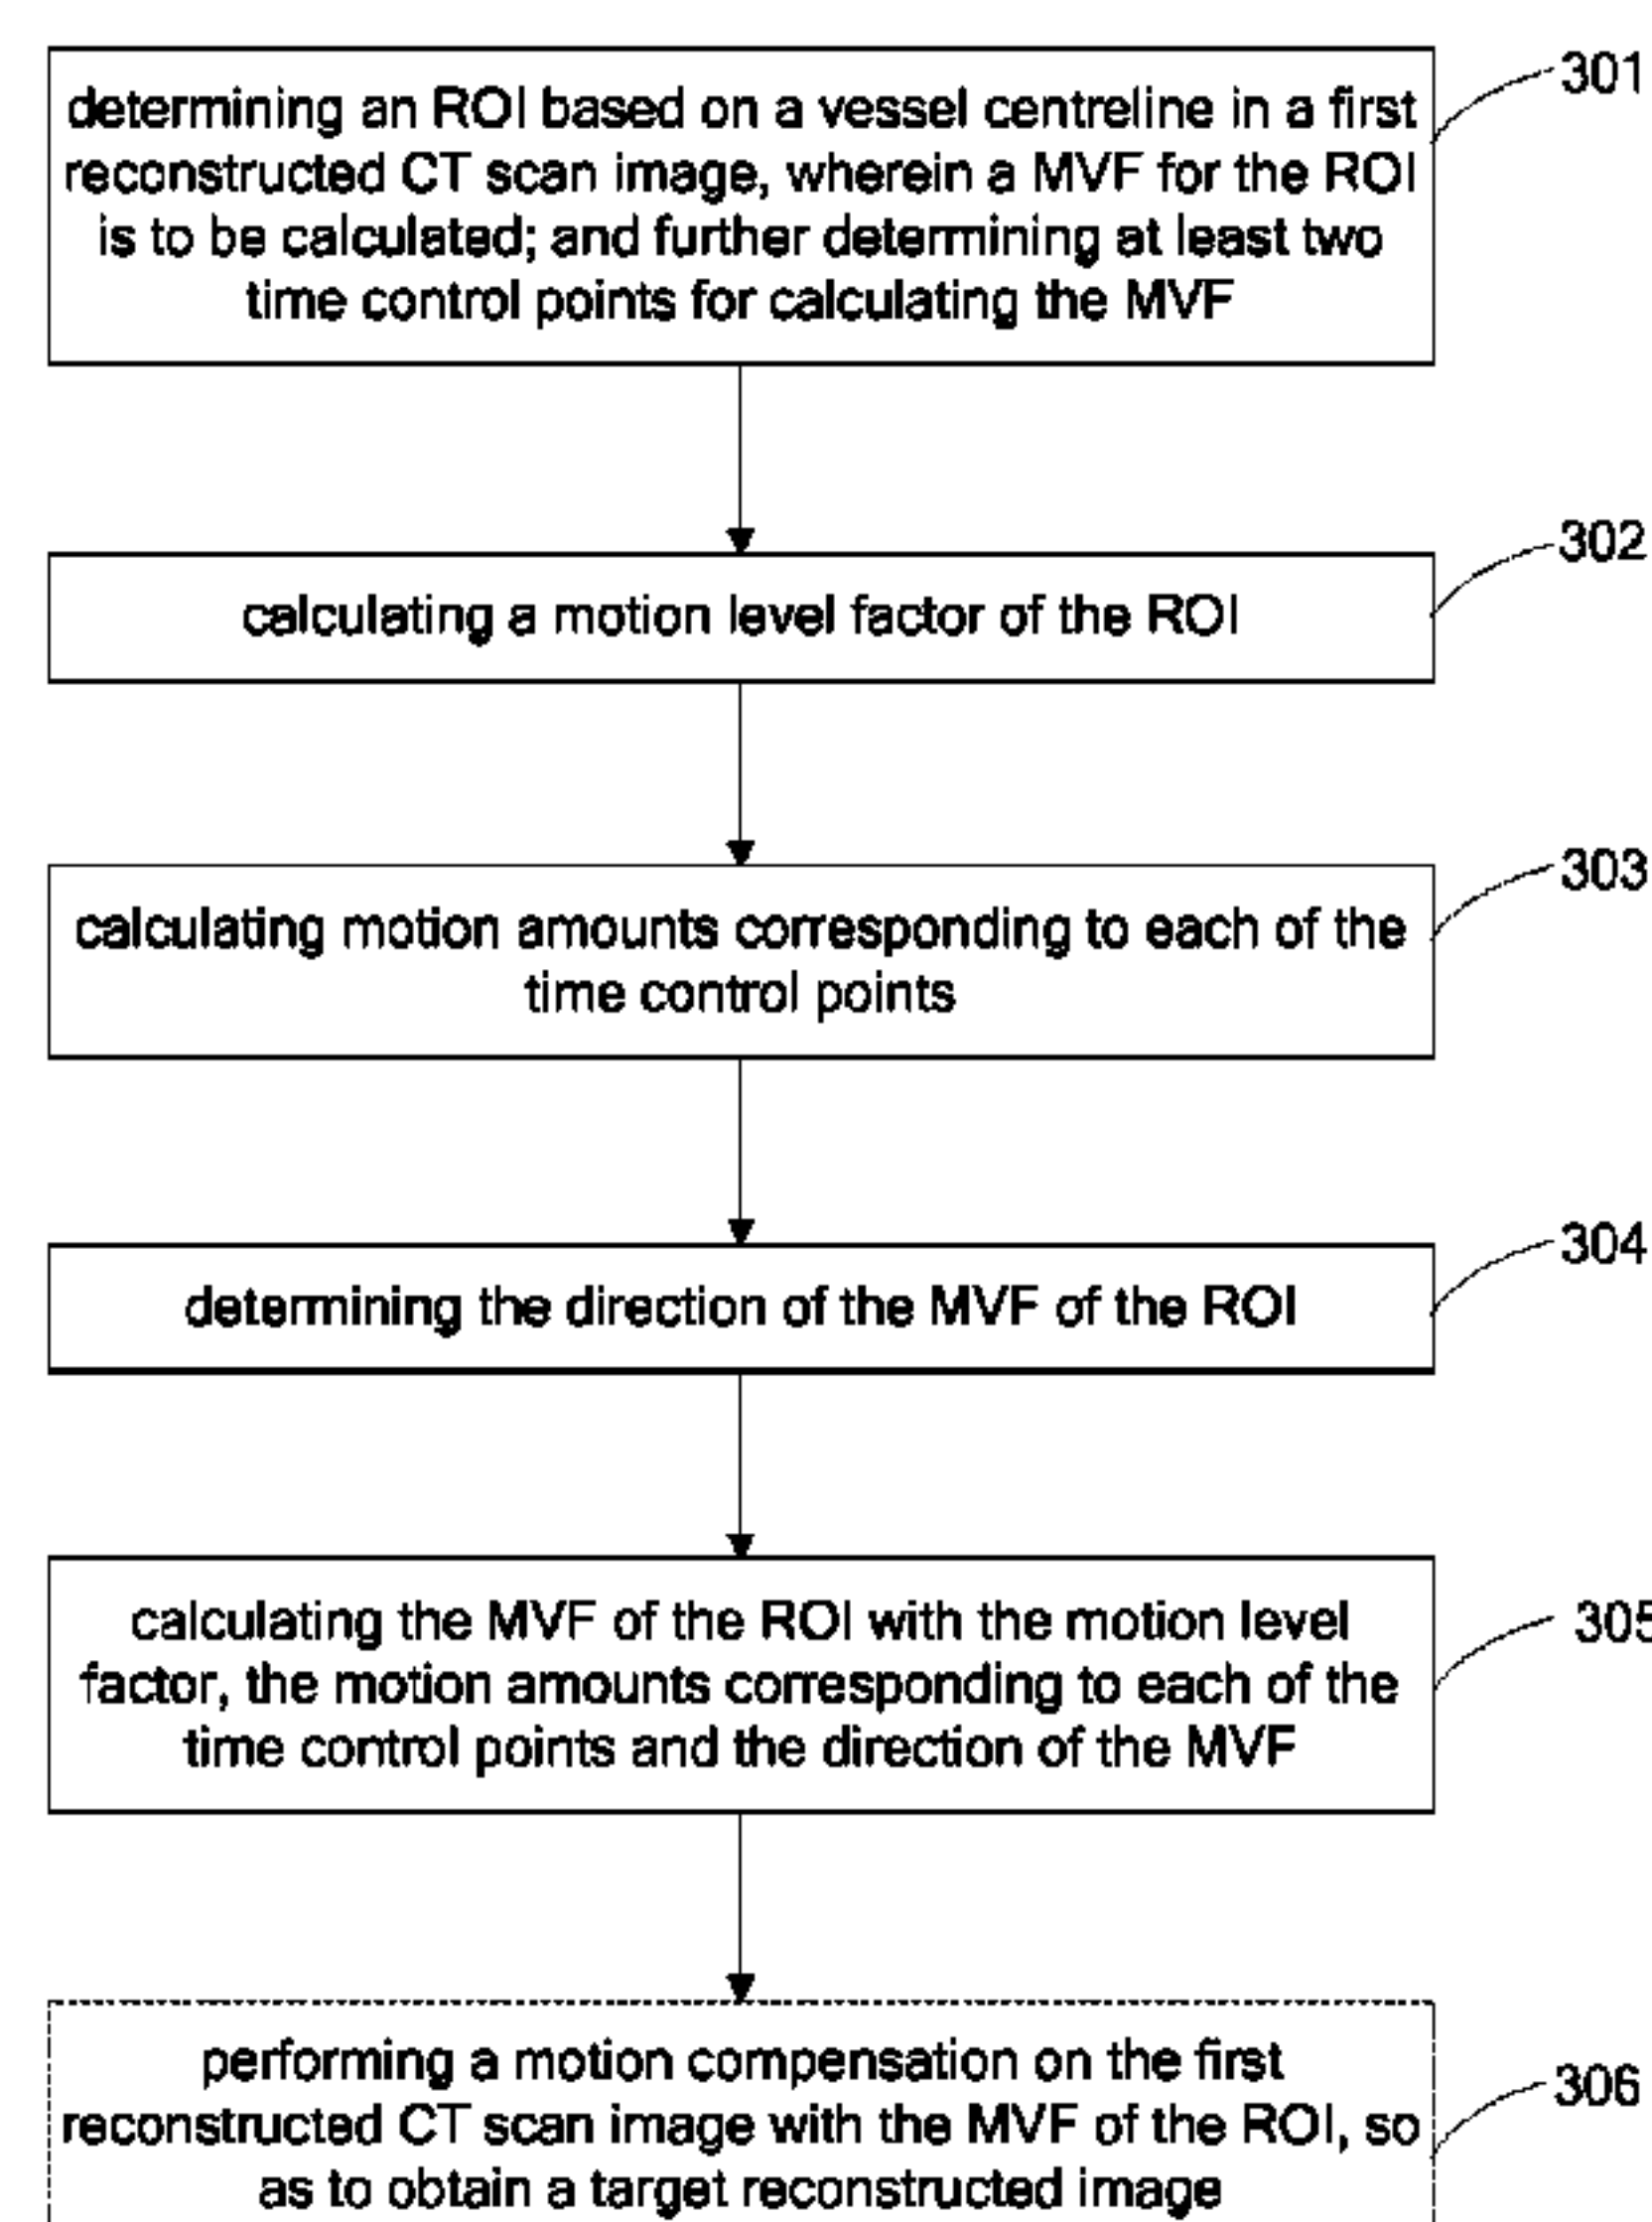 301
determining an ROI based on a vessel centreline in a first
reconstructed CT scan image, wherein a MVF for the ROI
is to be calculated; and further determining at least two
time control points for calculating the MVF
302
calculating a motion level factor of the ROI
303
calculating motion amounts corresponding to each of the
time control points
304
determining the direction of the MVF of the ROI
305
calculating the MVF of the ROI with the motion level
factor, the motion amounts corresponding to each of the
time control points and the direction of the MVF
306
performing a motion compensation on the first
reconstructed CT scan image with the MVF of the ROI, so
as to obtain a target reconstructed image